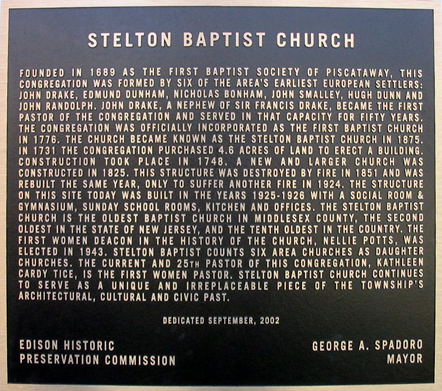 STELTON BAPTIST CHURCH
FOUNDED IN 1689 AS THE FIRST BAPTIST SOCIETY OF PISCATAWAY, THIS
CONGREGATION WAS FORMED BY SIX OF THE AREA'S EARLIEST EUROPEAN SETTLERS:
JOHN DRAKE, EDMUND DUNHAM, NICHOLAS BONHAM, JOHN SMALLEY, HUGH DUNN AND
JOHN RANDOLPH. JOHN DRAKE, A NEPHEW OF SIR FRANCIS DRAKE, BECAME THE FIRST
PASTOR OF THE CONGREGATION AND SERVED IN THAT CAPACITY FOR FIFTY YEARS.
THE CONGREGATION WAS OFFICIALLY INCORPORATED AS THE FIRST BAPTIST CHURCH
IN 1776. THE CHURCH BECAME KNOWN AS THE STELTON BAPTIST CHURCH IN 1875.
IN 1731 THE CONGREGATION PURCHASED 4.6 ACRES OF LAND TO ERECT A BUILDING
CONSTRUCTION TOOK PLACE IN 1748. A NEW AND LARGER CHURCH WAS
CONSTRUCTED IN 1825. THIS STRUCTURE WAS DESTROYED BY FIRE IN 1851 AND WAS
REBUILT THE SAME YEAR, ONLY TO SUFFER ANOTHER FIRE IN 1924. THE STRUCTURE
ON THIS SITE TODAY WAS BUILT IN THE YEARS 1925-1926 WITH A SOCIAL ROOM &
GYMNASIUM, SUNDAY SCHOOL ROOMS, KITCHEN AND OFFICES. THE STELTON BAPTIST
CHURCH IS THE OLDEST BAPTIST CHURCH IN MIDDLESEX COUNTY, THE SECOND
OLDEST IN THE STATE OF NEW JERSEY, AND THE TENTH OLDEST IN THE COUNTRY. THE
FIRST WOMEN DEACON IN THE HISTORY OF THE CHURCH, NELLIE POTTS, WAS
ELECTED IN 1943. STELTON BAPTIST COUNTS SIX AREA CHURCHES AS DAUGHTER
CHURCHES. THE CURRENT AND 25TH PASTOR OF THIS CONGREGATION, KATHLEEN
CARDY TICE, IS THE FIRST WOMEN PASTOR. STELTON BAPTIST CHURCH CONTINUES
TO SERVE AS A UNIQUE AND IRREPLACEABLE PIECE OF THE TOWNSHIP'S
ARCHITECTURAL, CULTURAL AND CIVIC PAST.
DEDICATED SEPTEMBER, 2002
EDISON HISTORIC
PRESERVATION COMMISSION
GEORGE A. SPADORO
MAYOR